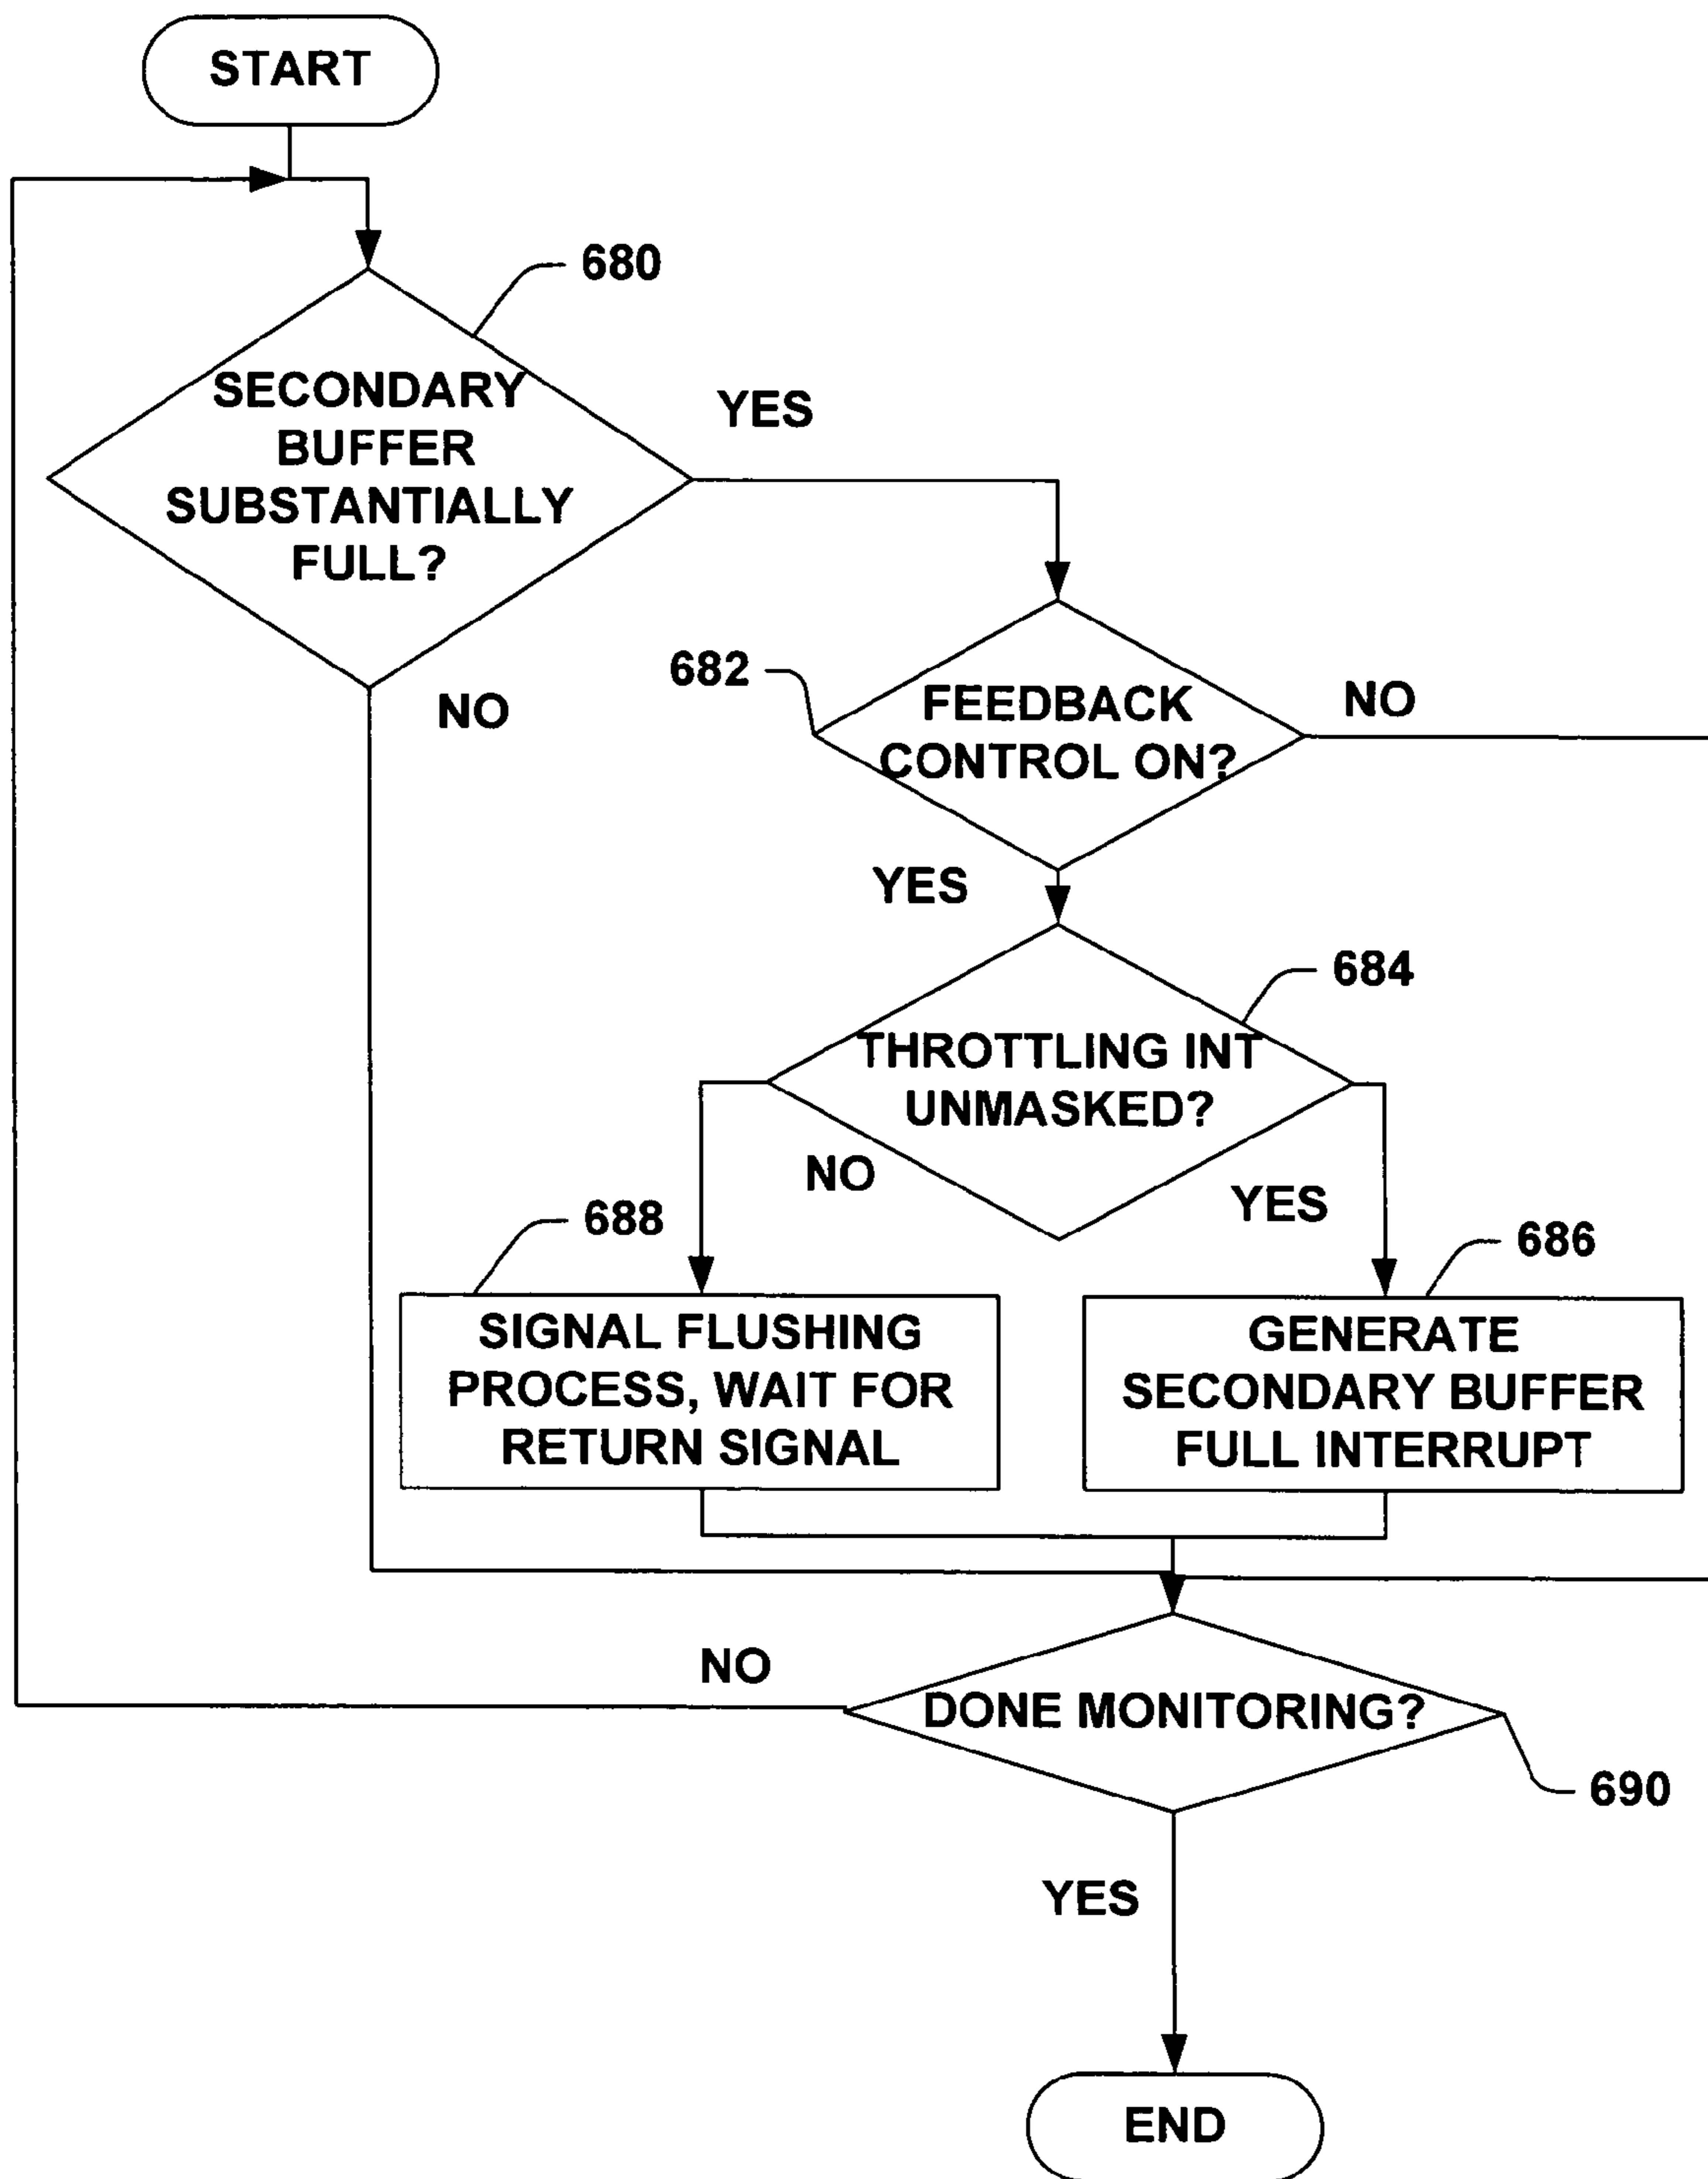 START
680
SECONDARY
BUFFER
SUBSTANTIALLY
FULL?
YES
NO
682
FEEDBACK
CONTROL ON?
NO
YES
684
THROTTLING INT
UNMASKED?
NO
YES
688
SIGNAL FLUSHING
PROCESS, WAIT FOR
RETURN SIGNAL
686
GENERATE
SECONDARY BUFFER
FULL INTERRUPT
NO
DONE MONITORING?
690
YES
END